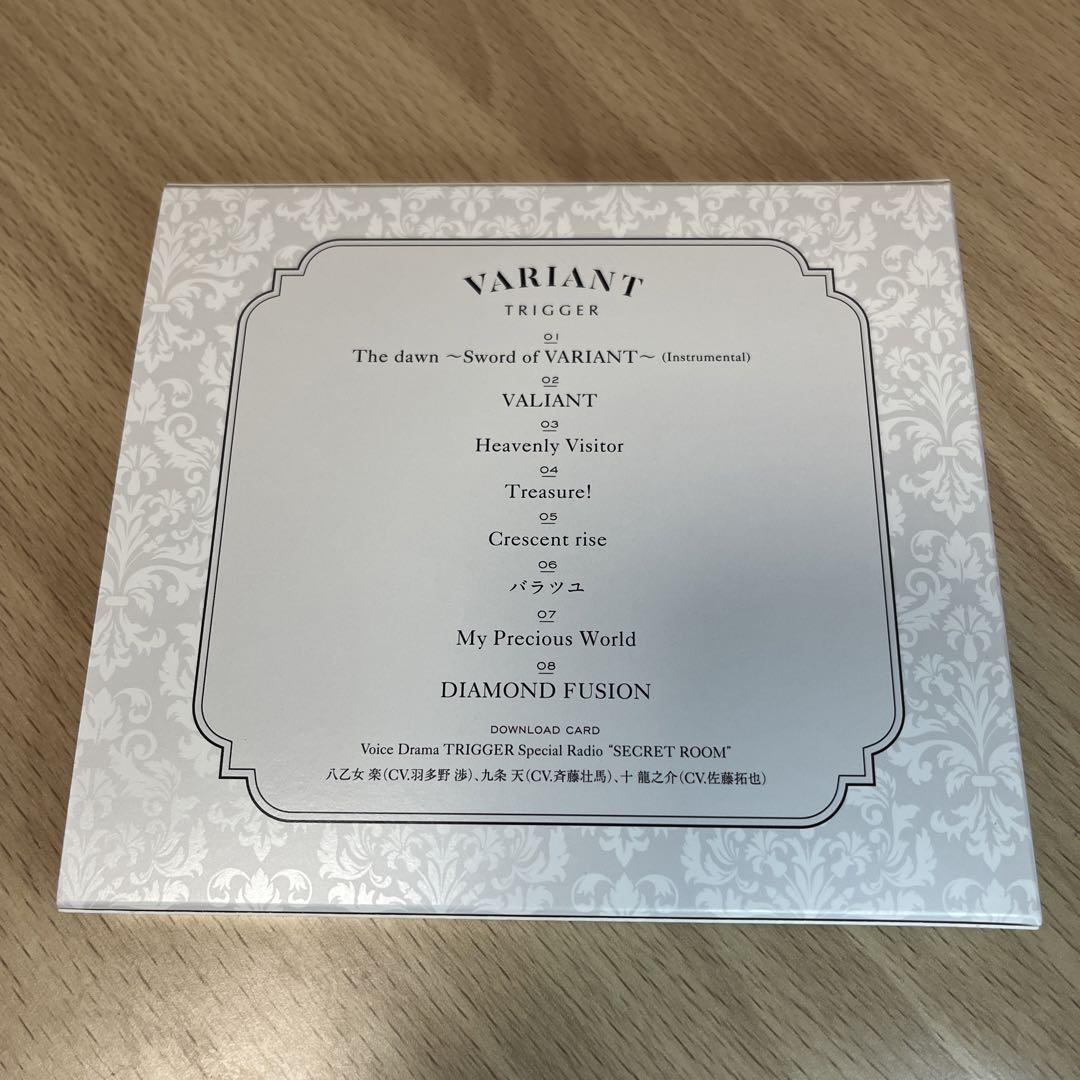 VARIANT
TRIGGER
01
The dawn ～Sword of VARIANT～ (Instrumental)
02
VALIANT
03
Heavenly Visitor
04
Treasure!
05
Crescent rise
06
バラツユ
07
My Precious World
08
DIAMOND FUSION
DOWNLOAD CARD
Voice Drama TRIGGER Special Radio “SECRET ROOM”
八乙女 楽(CV.羽多野 渉)、九条 天(CV.斉藤壮馬)、十 龍之介(CV.佐藤拓也)